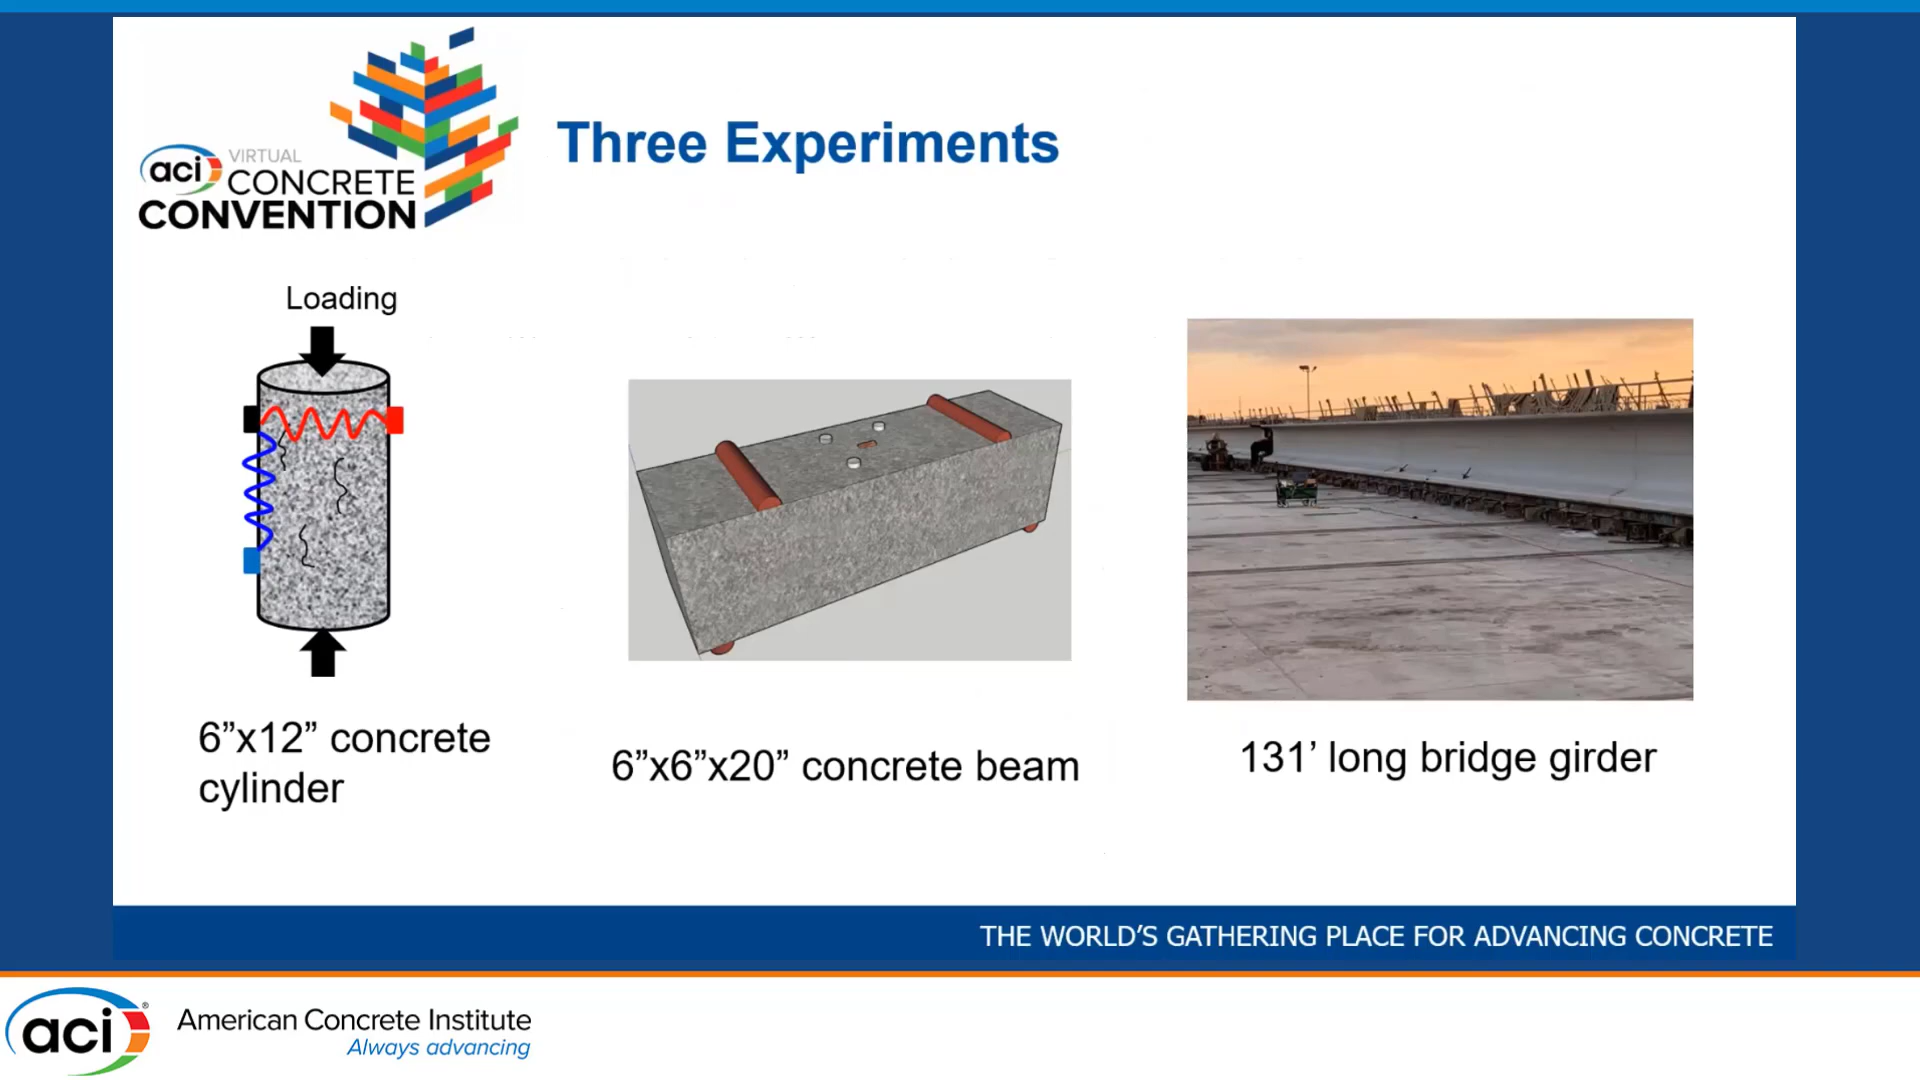 aci VIRTUAL
CONCRETE
CONVENTION
Three Experiments
Loading
6”x12” concrete
cylinder
6”x6”x20” concrete beam
131’ long bridge girder
THE WORLD’S GATHERING PLACE FOR ADVANCING CONCRETE
aci®
American Concrete Institute
Always advancing